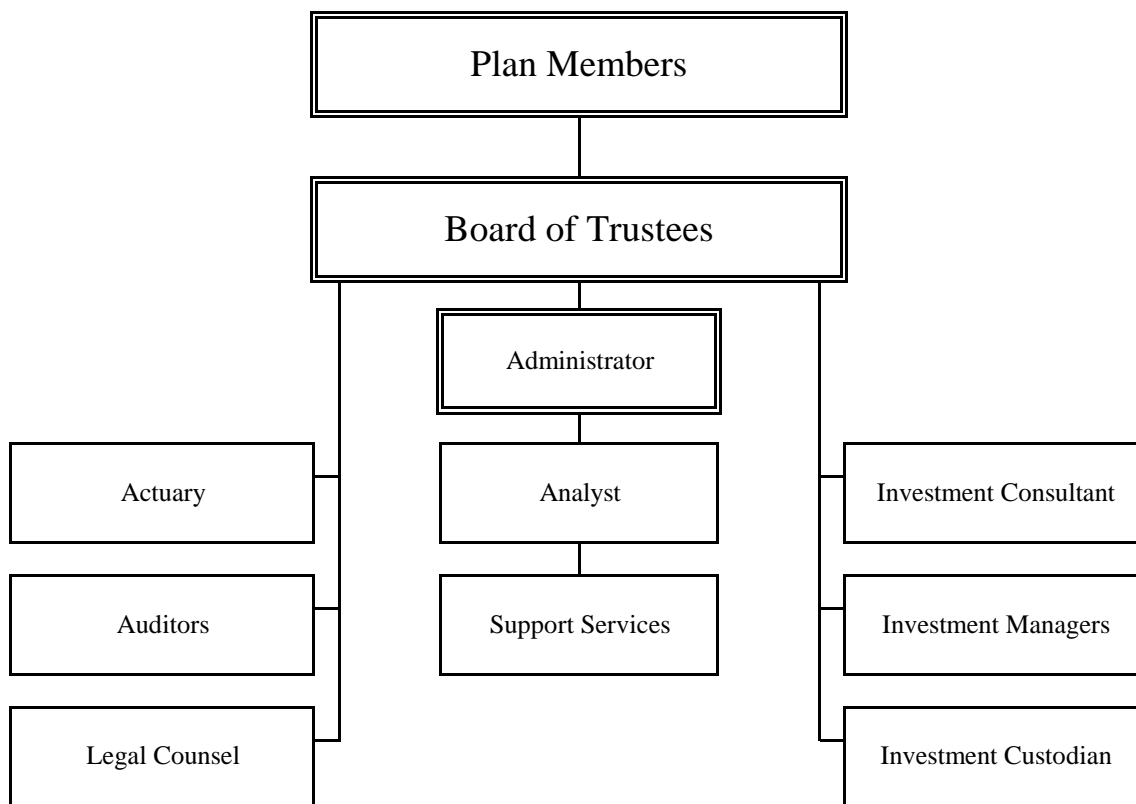 Plan Members
Board of Trustees
Administrator
Actuary
Analyst
Investment Consultant
Auditors
Support Services
Investment Managers
Legal Counsel
Investment Custodian